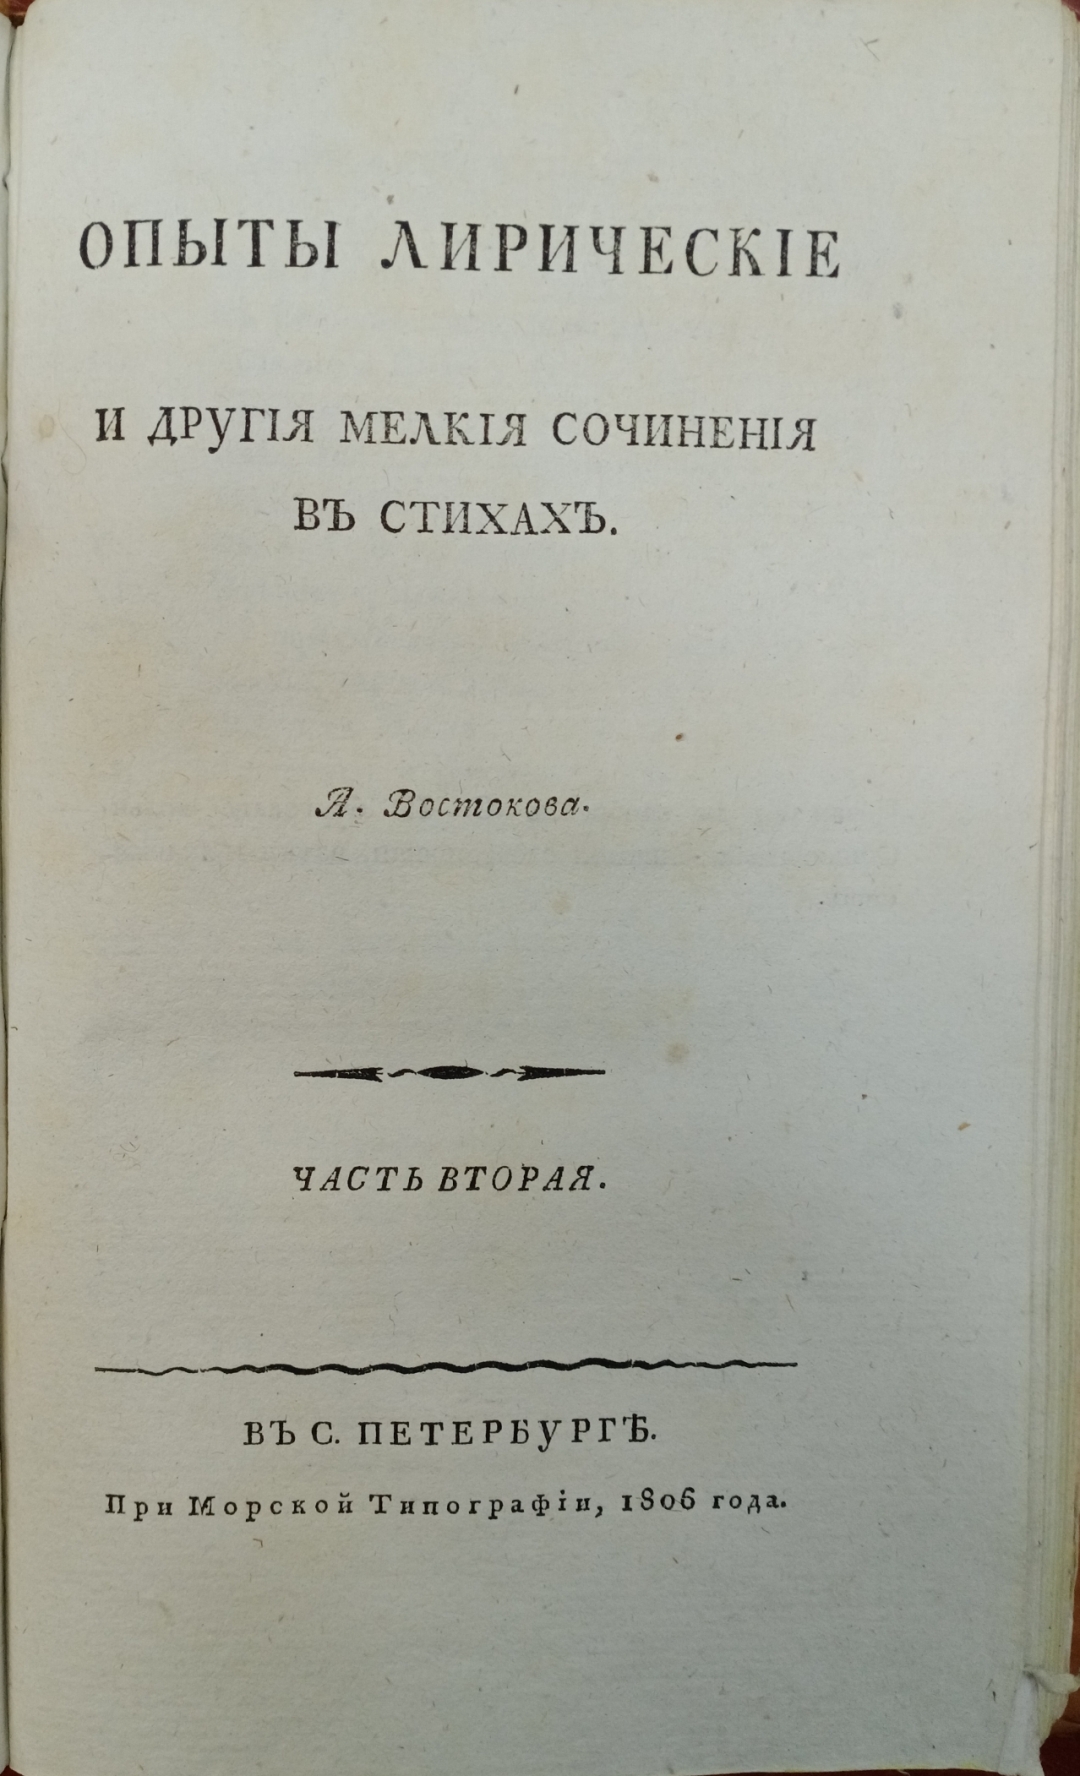 ОПЫТЫ ЛИРИЧЕСКІЕ
И ДРУГІЯ МЕЛКІЯ СОЧИНЕНІЯ
ВЪ СТИХАХЪ.
А. Востокова.
ЧАСТЬ ВТОРАЯ.
ВЪ С. ПЕТЕРБУРГѢ.
При Морской Типографіи, 1806 года.